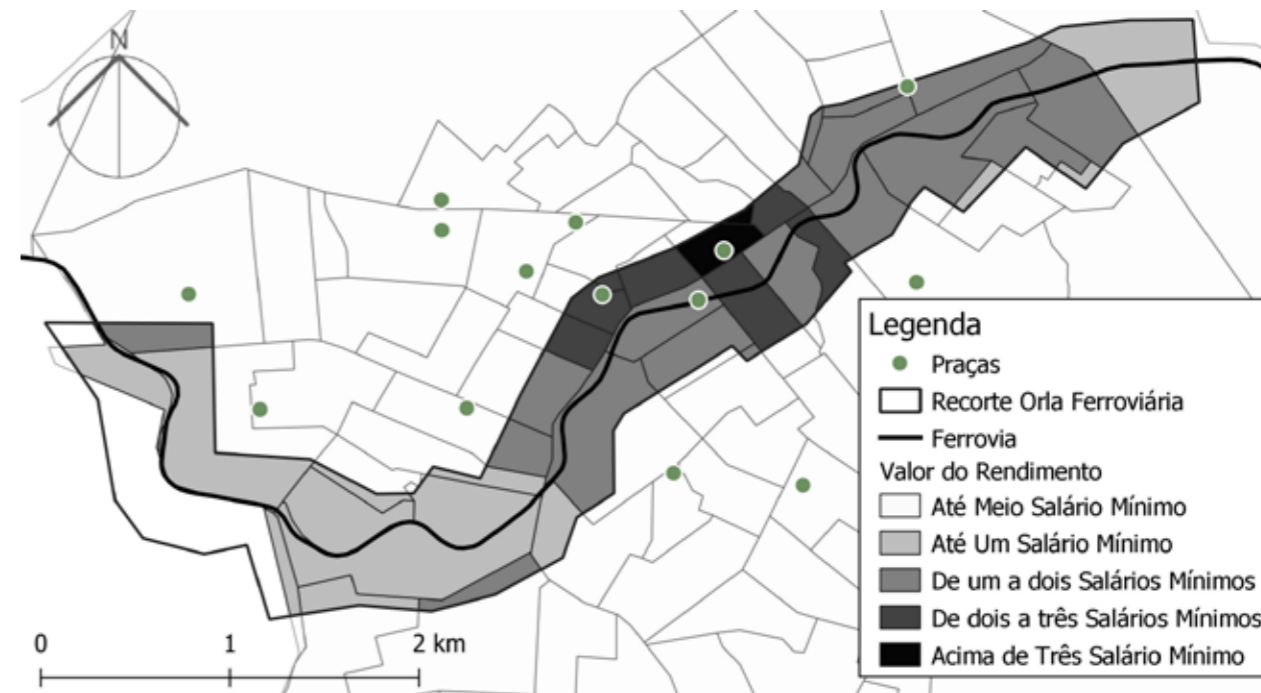 N
Legenda
Praças
Recorte Orla Ferroviária
Ferrovia
Valor do Rendimento
Até Meio Salário Mínimo
Até Um Salário Mínimo
De um a dois Salários Mínimos
De dois a três Salários Mínimos
Acima de Três Salário Mínimo
0 1 2 km